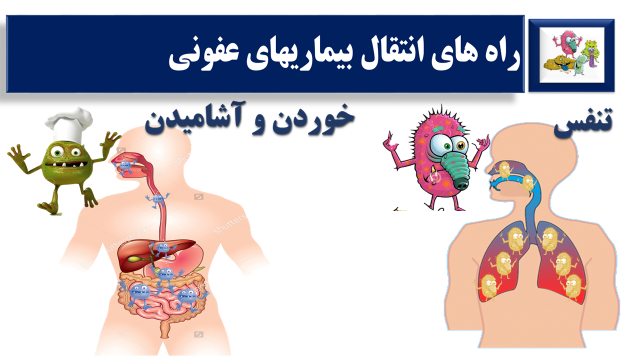 راه های انتقال بیماریهای عفونی
تنفس
خوردن و آشامیدن